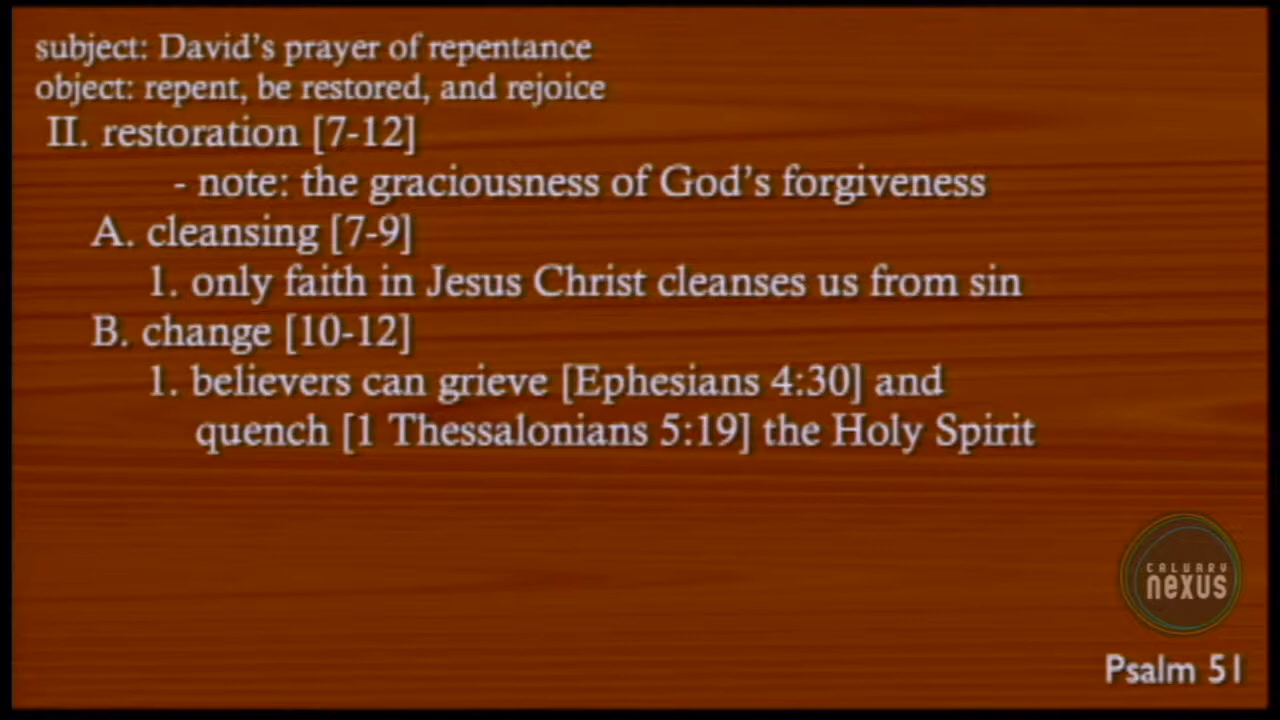 subject: David's prayer of repentance
object: repent, be restored, and rejoice
II. restoration [7-12]
- note: the graciousness of God's forgiveness
A. cleansing [7-9]
1. only faith in Jesus Christ cleanses us from sin
B. change [10-12]
1. believers can grieve [Ephesians 4:30] and
quench [1 Thessalonians 5:19] the Holy Spirit
CALVARY
nexus
Psalm 51